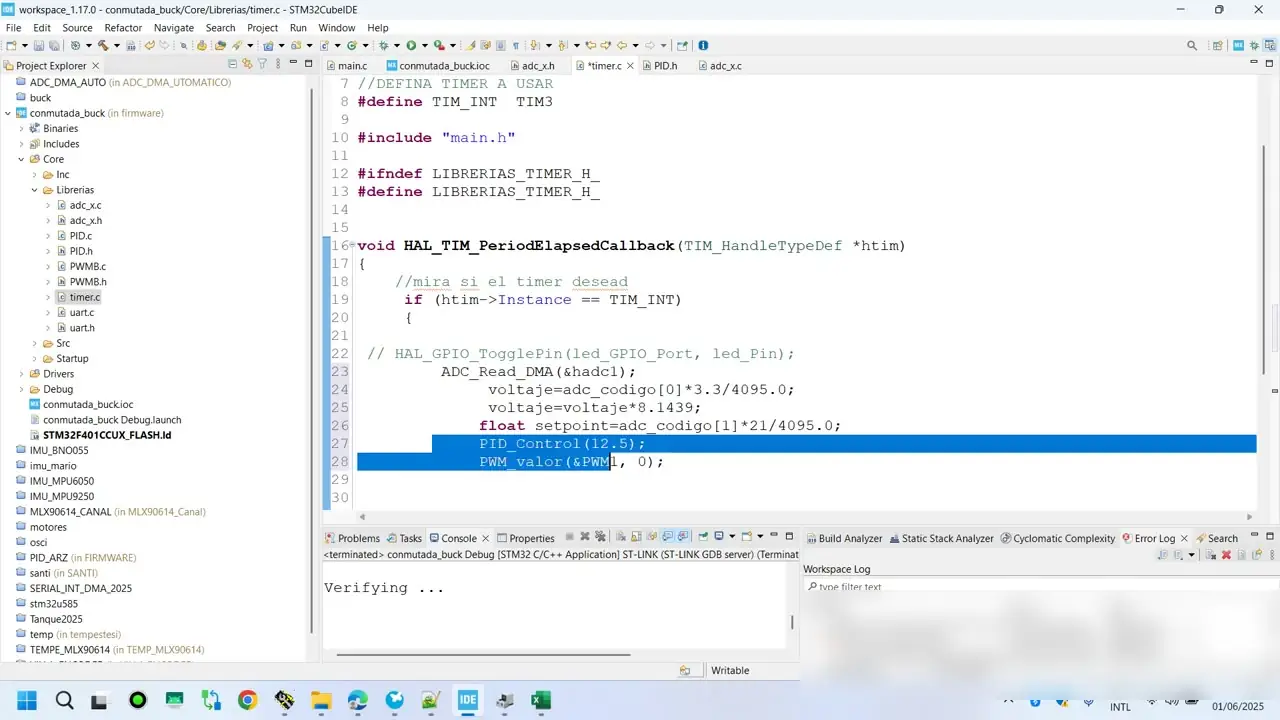 workspace_1.17.0 - conmutada_buck/Core/Librerias/timer.c - STM32CubeIDE
File Edit Source Refactor Navigate Search Project Run Window Help
Project Explorer
ADC_DMA_AUTO (in ADC_DMA_UTOMATICO)
buck
conmutada_buck (in firmware)
Binaries
Includes
Core
Inc
Librerias
adc_x.c
adc_x.h
PID.c
PID.h
PWMB.c
PWMB.h
timer.c
uart.c
uart.h
Src
Startup
Drivers
Debug
conmutada_buck.ioc
conmutada_buck Debug.launch
STM32F401CCUX_FLASH.ld
IMU_BNO055
imu_mario
IMU_MPU6050
IMU_MPU9250
MLX90614_CANAL (in MLX90614_Canal)
motores
osci
PID_ARZ (in FIRMWARE)
santi (in SANTI)
SERIAL_INT_DMA_2025
stm32u585
Tanque2025
temp (in tempestesi)
TEMPE_MLX90614 (in TEMP_MLX90614)
main.c conmutada_buck.ioc adc_x.h *timer.c PID.h adc_x.c
7 //DEFINA TIMER A USAR
8 #define TIM_INT TIM3
9
10 #include "main.h"
11
12 #ifndef LIBRERIAS_TIMER_H_
13 #define LIBRERIAS_TIMER_H_
14
15
16 void HAL_TIM_PeriodElapsedCallback(TIM_HandleTypeDef *htim)
17 {
18 //mira si el timer desead
19 if (htim->Instance == TIM_INT)
20 {
21
22 // HAL_GPIO_TogglePin(led_GPIO_Port, led_Pin);
23 ADC_Read_DMA(&hadc1);
24 voltaje=adc_codigo[0]*3.3/4095.0;
25 voltaje=voltaje*8.1439;
26 float setpoint=adc_codigo[1]*21/4095.0;
27 PID_Control(12.5);
28 PWM_valor(&PWM1, 0);
29
30
Problems Tasks Console Properties
<terminated> conmutada_buck Debug [STM32 C/C++ Application] ST-LINK (ST-LINK GDB server) (Terminat
Verifying ...
Build Analyzer Static Stack Analyzer Cyclomatic Complexity Error Log Search
Workspace Log
type filter text
Writable
IDE
INTL
01/06/2025